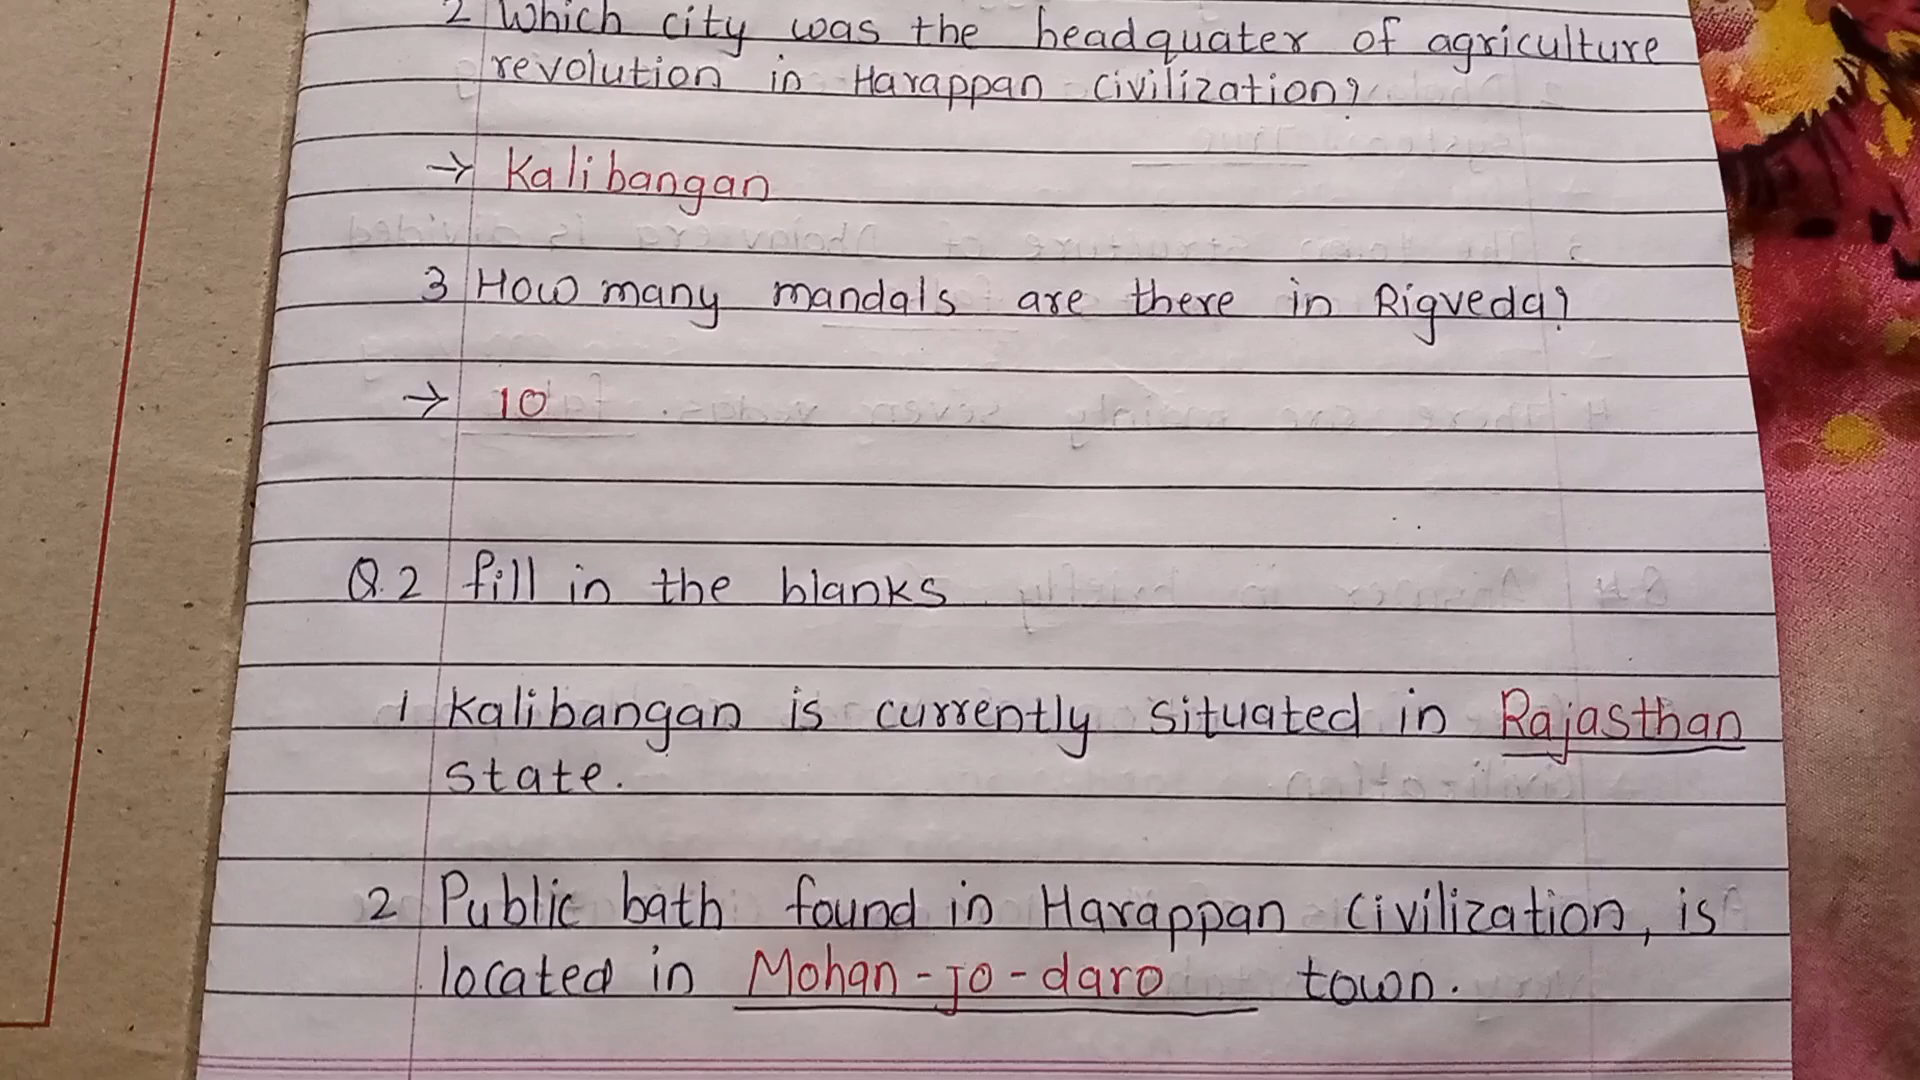 2 Which city was the headquater of agriculture
revolution in Harappan civilization?
→ Kalibangan
3 How many mandals are there in Rigveda?
→ 10
Q.2 fill in the blanks
1 Kalibangan is currently situated in Rajasthan
state.
2 Public bath found in Harappan civilization, is
located in Mohan-jo-daro town.